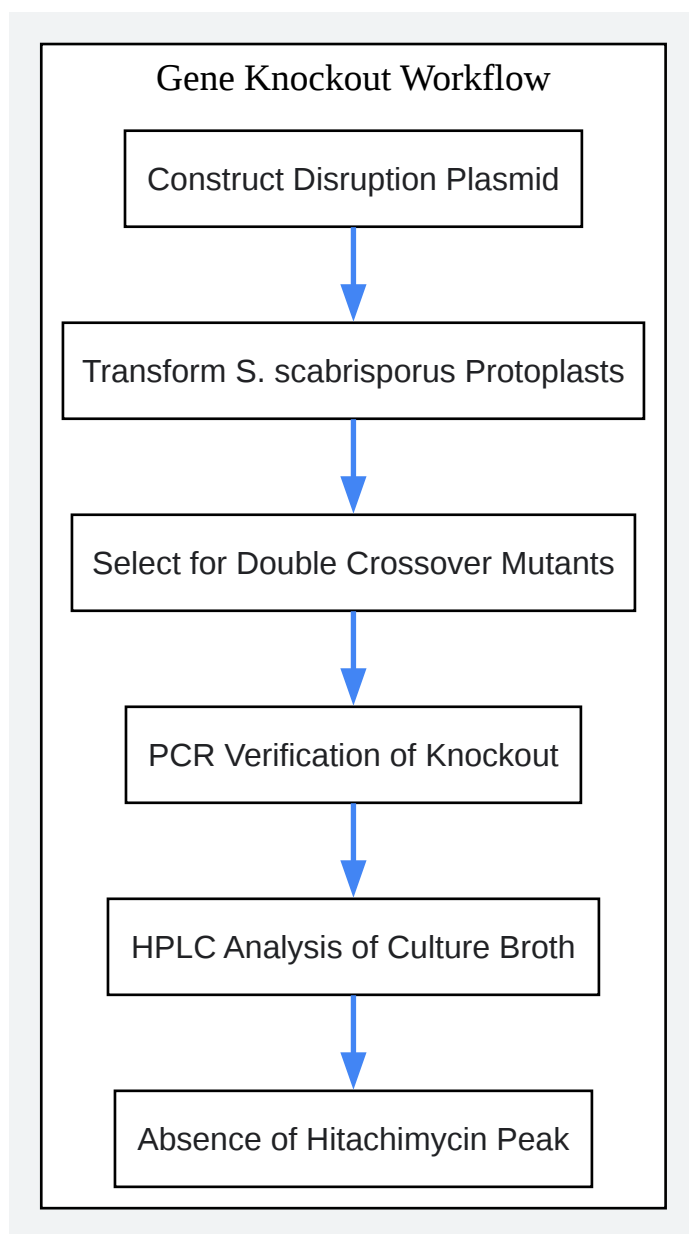 Gene Knockout Workflow
Construct Disruption Plasmid
Transform S. scabrisporus Protoplasts
Select for Double Crossover Mutants
PCR Verification of Knockout
HPLC Analysis of Culture Broth
Absence of Hitachimycin Peak